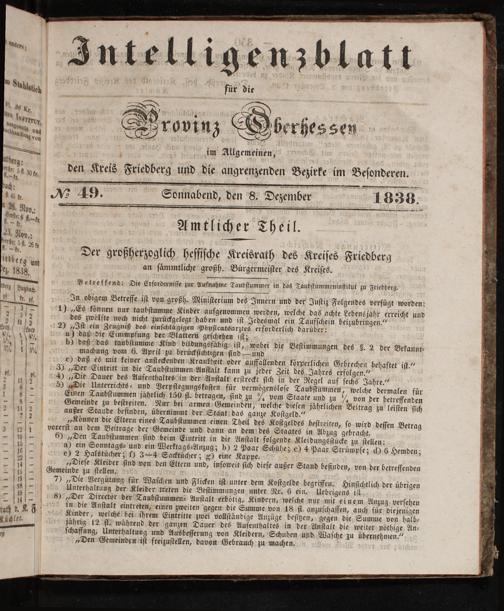 Intelligenzblatt
für die
Provinz Oberhessen
im Allgemeinen,
den Kreis Friedberg und die angrenzenden Bezirke im Besonderen.
№ 49. Sonnabend, den 8. Dezember 1838.
Amtlicher Theil.
Der großherzoglich hessische Kreisrath des Kreises Friedberg
an sämmtliche großh. Bürgermeister des Kreises.
Betreffend: Die Erfordernisse zur Aufnahme Taubstummer in das Taubstummeninstitut zu Friedberg.
In obigem Betreffe ist von großh. Ministerium des Innern und der Justiz Folgendes verfügt worden:
1) „Es können nur taubstumme Kinder aufgenommen werden, welche das achte Lebensjahr erreicht und
das zwölfte noch nicht zurückgelegt haben und ist Jedesmal ein Taufschein beizubringen."
2) „Ist ein Zeugniß des einschlägigen Physicatsarztes erforderlich darüber:
a) daß die Einimpfung der Blattern geschehen ist;
b) daß das taubstumme Kind bildungsfähig ist, wobei die Bestimmungen des §. 2 der Bekannt-
machung vom 6. April zu berücksichtigen sind — und
c) daß es mit keiner ansteckenden Krankheit oder auffallenden körperlichen Gebrechen behaftet ist."
3) „Der Eintritt in die Taubstummen-Anstalt kann zu jeder Zeit des Jahres erfolgen."
4) „Die Dauer des Aufenthaltes in der Anstalt erstreckt sich in der Regel auf sechs Jahre."
5) „Die Unterrichts- und Verpflegungskosten für vermögenslose Taubstummen, welche dermalen für
Einen Taubstummen jährlich 150 fl. betragen, sind zu vom Staate und zu von der betreffenden
Gemeinde zu bestreiten. Nur bei armen Gemeinden, welche diesen jährlichen Beitrag zu leisten sich
außer Stande befinden, übernimmt der Staat das ganze Kostgeld."
„Können die Eltern eines Taubstummen einen Theil des Kostgeldes bestreiten, so wird dessen Betrag
vorerst an dem Beitrage der Gemeinde und dann an dem des Staates in Abzug gebracht.
6) „Den Taubstummen sind beim Eintritt in die Anstalt folgende Kleidungsstücke zu stellen:
a) ein Sonntags- und ein Werktags-Anzug; b) 2 Paar Schuhe; c) 4 Paar Strümpfe; d) 6 Hemden;
e) 2 Halstücher; f) 3—4 Sacktücher; g) eine Kappe.
„Diese Kleider sind von den Eltern und, insoweit sich diese außer Stand befinden, von der betreffenden
Gemeinde zu stellen.
7) „Die Vergütung für Waschen und Flicken ist unter dem Kostgelde begriffen. Hinsichtlich der übrigen
Unterhaltung der Kleider treten die Bestimmungen unter Nr. 6 ein. Uebrigens ist
8) „Der Director der Taubstummen Anstalt erbötig, Kindern, welche nur mit einem Anzug versehen
in die Anstalt eintreten, einen zweiten gegen die Summe von 18 fl. anzuschaffen, auch für diejenigen
Kinder, welche bei ihrem Eintritte zwei vollständige Anzüge besitzen, gegen die Summe von halb-
jährig 12 fl. während der ganzen Dauer des Aufenthaltes in der Anstalt die weiter nöthige An-
schaffung, Unterhaltung und Ausbesserung von Kleidern, Schuhen und Wasche zu übernehmen."
„Den Gemeinden ist freizustellen, davon Gebrauch zu machen.